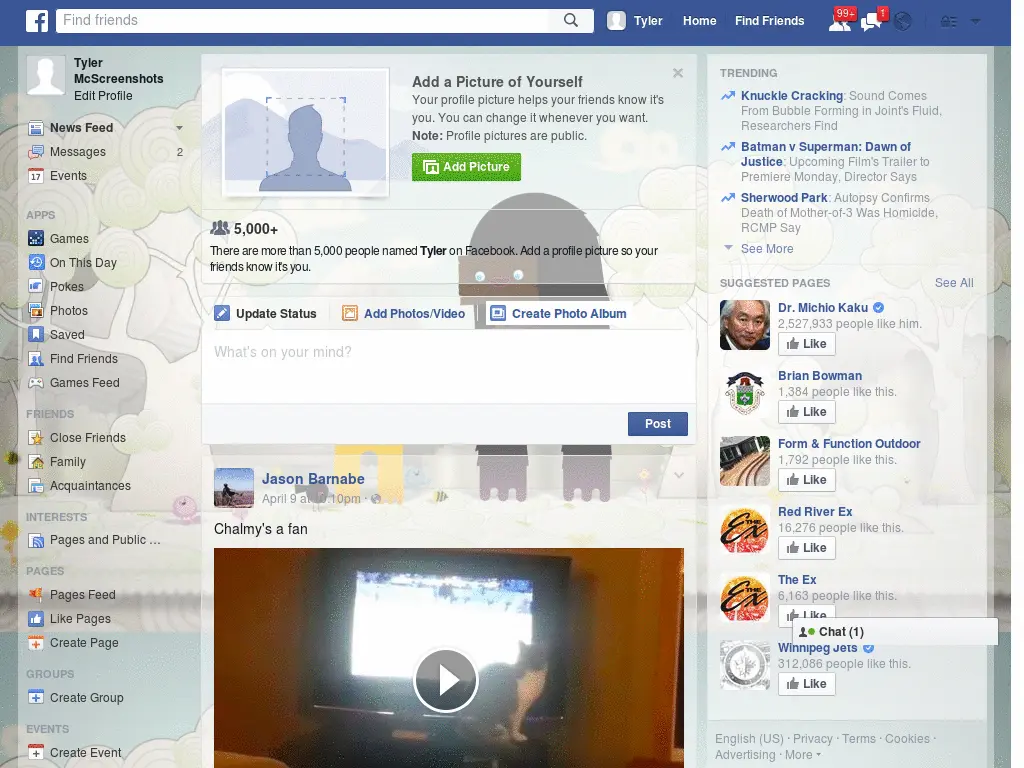 Find friends
Tyler
Home
Find Friends
99+
1
Tyler
McScreenshots
Edit Profile
News Feed
Messages
2
17
Events
APPS
Games
On This Day
Pokes
Photos
Saved
Find Friends
Games Feed
FRIENDS
Close Friends
Family
Acquaintances
INTERESTS
Pages and Public ...
PAGES
Pages Feed
Like Pages
Create Page
GROUPS
Create Group
EVENTS
Create Event
Add a Picture of Yourself
Your profile picture helps your friends know it's
you. You can change it whenever you want.
Note: Profile pictures are public.
Add Picture
5,000+
There are more than 5,000 people named Tyler on Facebook. Add a profile picture so your
friends know it's you.
Update Status
Add Photos/Video
Create Photo Album
What's on your mind?
Post
Jason Barnabe
April 9 at 10:10pm ·
Chalmy's a fan
TRENDING
Knuckle Cracking: Sound Comes
From Bubble Forming in Joint's Fluid,
Researchers Find
Batman v Superman: Dawn of
Justice: Upcoming Film's Trailer to
Premiere Monday, Director Says
Sherwood Park: Autopsy Confirms
Death of Mother-of-3 Was Homicide,
RCMP Say
See More
SUGGESTED PAGES
See All
Dr. Michio Kaku
2,527,933 people like him.
Like
Brian Bowman
1,384 people like this.
Like
Form & Function Outdoor
1,792 people like this.
Like
THE Ex
Red River Ex
16,276 people like this.
Like
THE Ex
The Ex
6,163 people like this.
Like
Chat (1)
Winnipeg Jets
312,086 people like this.
Like
English (US) · Privacy · Terms · Cookies ·
Advertising · More